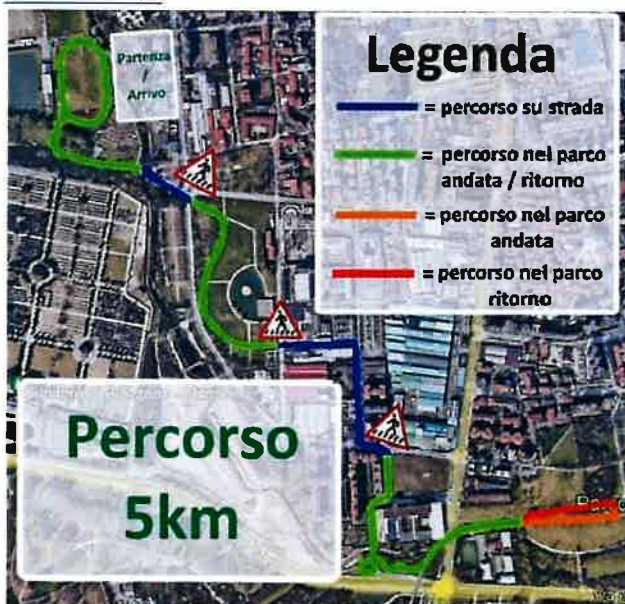 Partenza
/
Arrivo
Legenda
= percorso su strada
= percorso nel parco
andata / ritorno
= percorso nel parco
andata
= percorso nel parco
ritorno
Percorso
5km